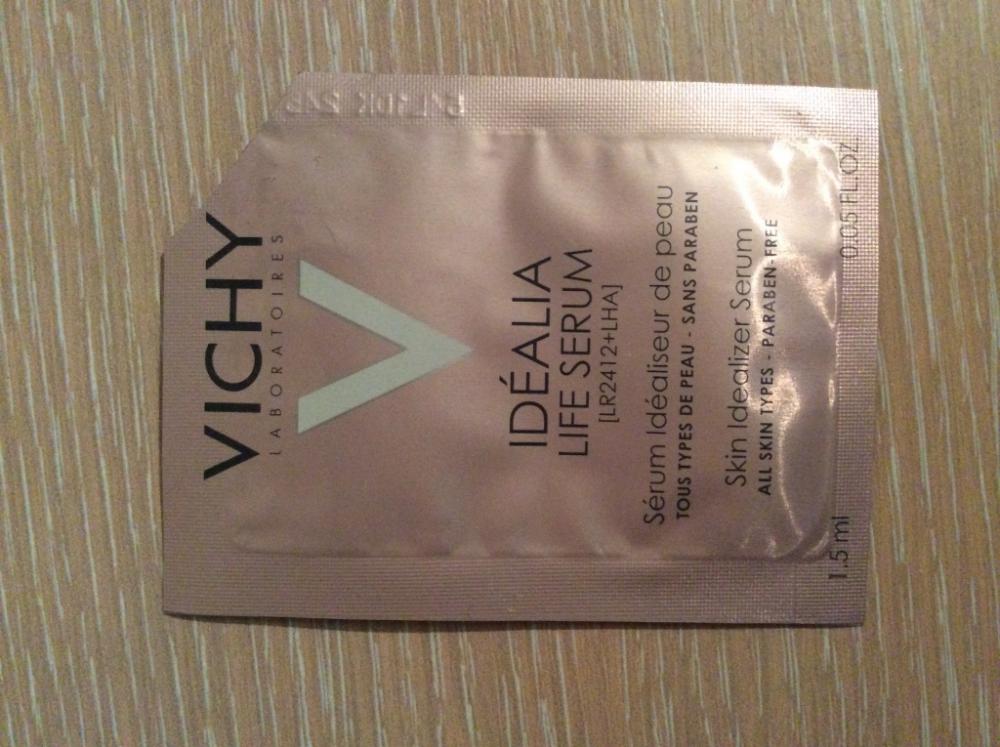 VICHY
LABORATOIRES
IDÉALIA
LIFE SERUM
[LR2412+LHA]
Sérum Idéaliseur de peau
TOUS TYPES DE PEAU - SANS PARABEN
Skin Idealizer Serum
ALL SKIN TYPES - PARABEN-FREE
1.5 ml 0.05 FL.OZ.